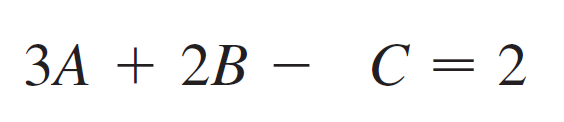 3A + 2B − C = 2